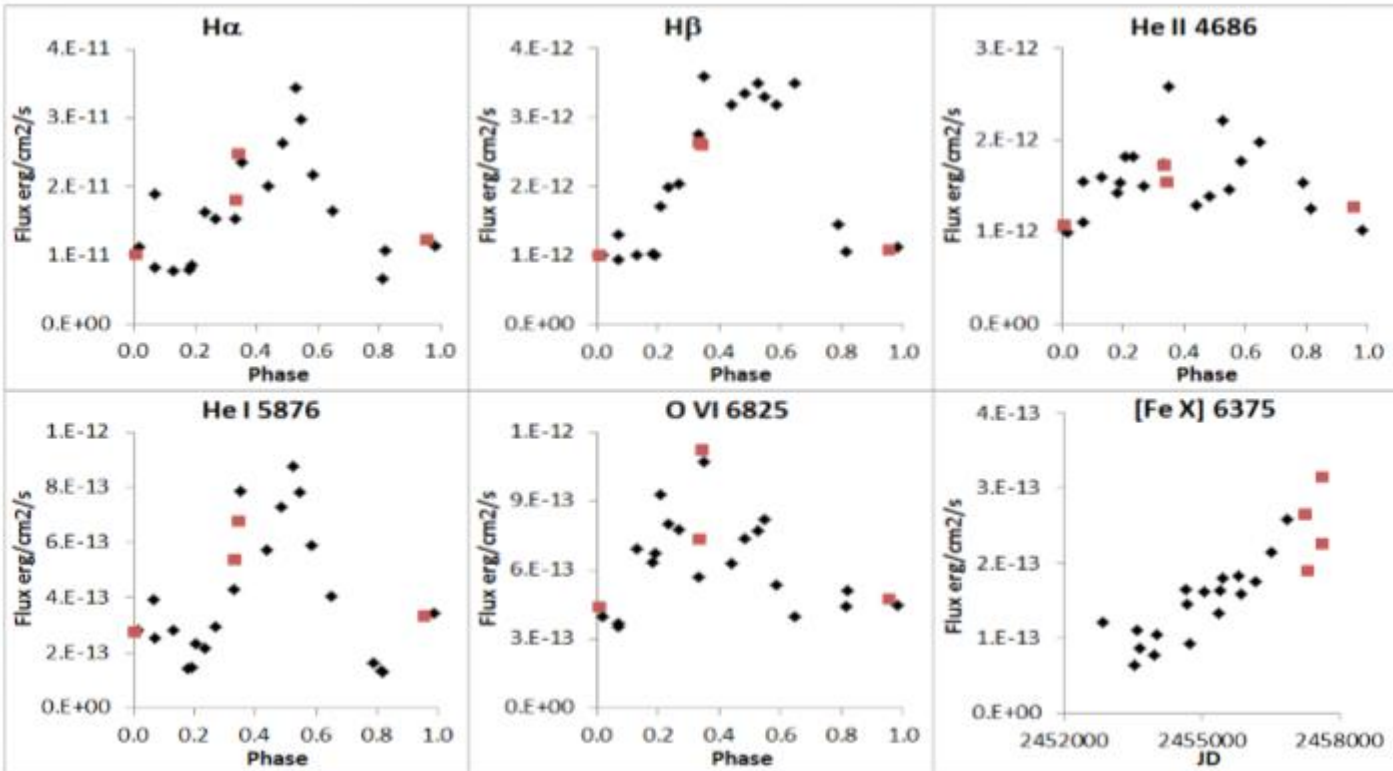 Hα
Flux erg/cm2/s
4.E-11
3.E-11
2.E-11
1.E-11
0.E+00
0.0 0.2 0.4 0.6 0.8 1.0
Phase
Hβ
Flux erg/cm2/s
4.E-12
3.E-12
2.E-12
1.E-12
0.E+00
0.0 0.2 0.4 0.6 0.8 1.0
Phase
He II 4686
Flux erg/cm2/s
3.E-12
2.E-12
1.E-12
0.E+00
0.0 0.2 0.4 0.6 0.8 1.0
Phase
He I 5876
Flux erg/cm2/s
1.E-12
8.E-13
6.E-13
4.E-13
2.E-13
0.E+00
0.0 0.2 0.4 0.6 0.8 1.0
Phase
O VI 6825
Flux erg/cm2/s
1.E-12
9.E-13
6.E-13
3.E-13
0.E+00
0.0 0.2 0.4 0.6 0.8 1.0
Phase
[Fe X] 6375
Flux erg/cm2/s
4.E-13
3.E-13
2.E-13
1.E-13
0.E+00
2452000 2455000 2458000
JD